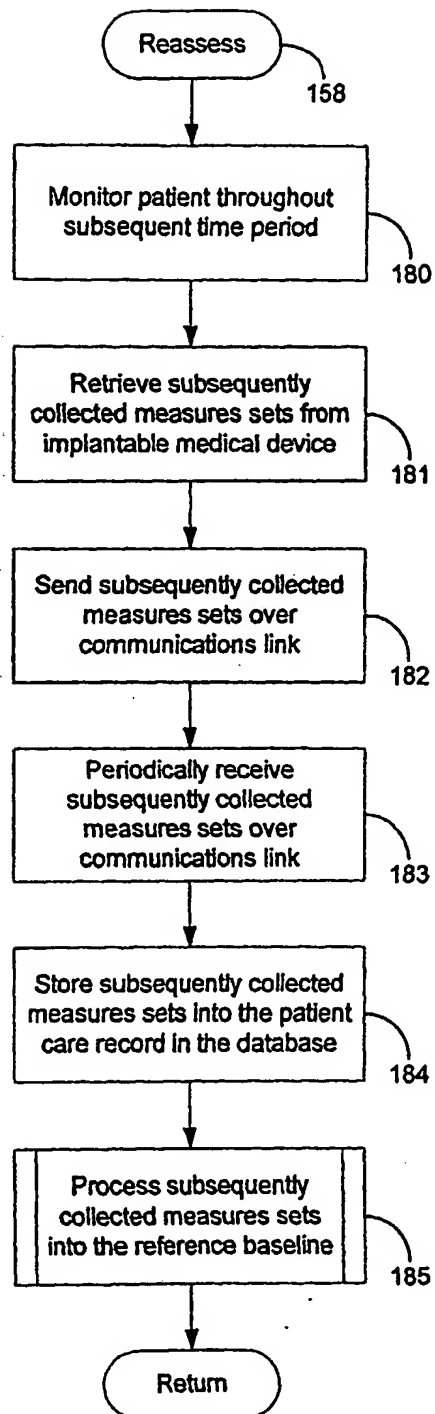 Reassess
158
Monitor patient throughout
subsequent time period
180
Retrieve subsequently
collected measures sets from
implantable medical device
181
Send subsequently collected
measures sets over
communications link
182
Periodically receive
subsequently collected
measures sets over
communications link
183
Store subsequently collected
measures sets into the patient
care record in the database
184
Process subsequently
collected measures sets
into the reference baseline
185
Return